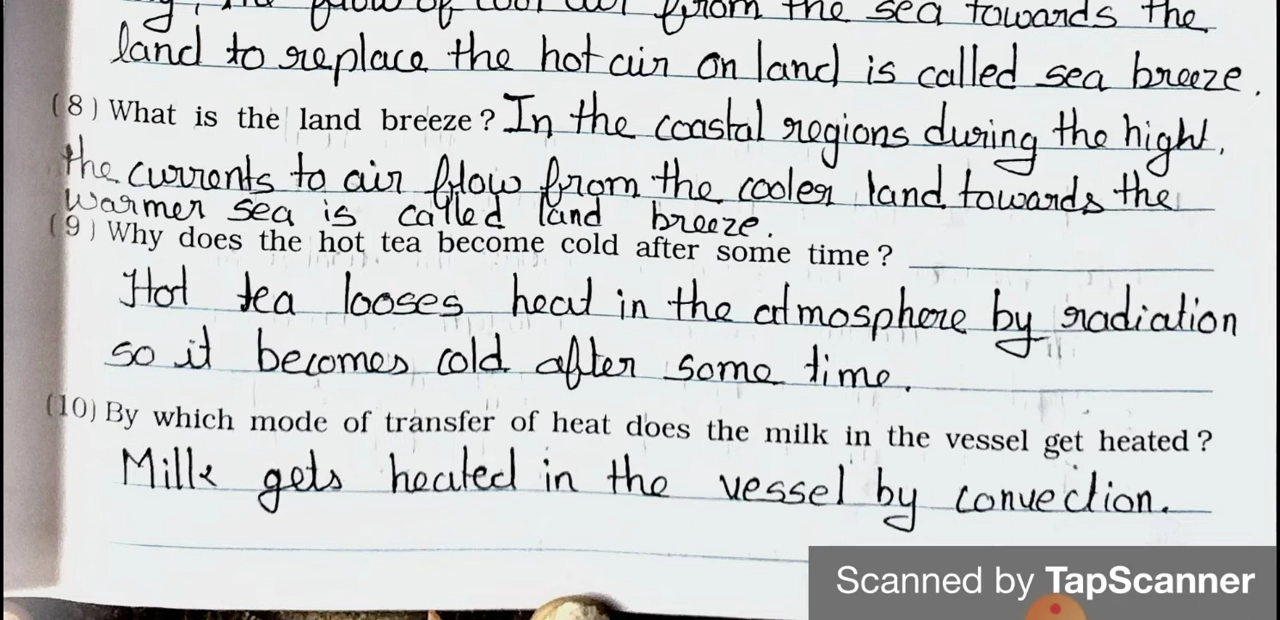 the sea towards the
land to replace the hot air on land is called sea breeze.
(8) What is the land breeze? In the coastal regions during the hight,
the currents to air flow from the cooler land towards the
warmer sea is called land breeze.
(9) Why does the hot tea become cold after some time?
Hot tea looses heat in the atmosphere by radiation
so it becomes cold after some time.
(10) By which mode of transfer of heat does the milk in the vessel get heated?
Milk gets heated in the vessel by convection.
Scanned by TapScanner